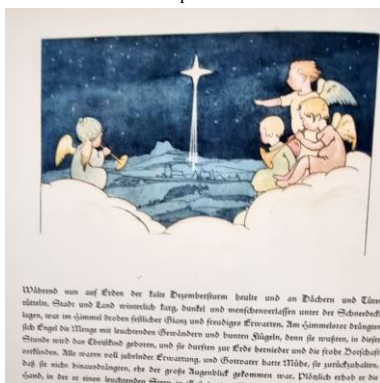 Während nun auf Erden der kalte Dezembersturm heulte und an Dächern und Türen
rüttelte, Stadt und Land winterlich karg, dunkel und menschenverlassen unter der Schneedecke
lagen, war im Himmel droben festlicher Glanz und freudiges Erwarten. Am Himmelstore drängten
sich Engel die Menge mit leuchtenden Gewändern und bunten Flügeln, denn sie wußten, in dieser
Stunde wird das Christkind geboren, und sie durften zur Erde hernieder und die frohe Botschaft
verkünden. Alle waren voll jubelnder Erwartung, und Gottvater hatte Mühe, sie zurückzuhalten,
daß sie nicht hinausdrängten, ehe der große Augenblick gekommen war. Plötzlich erhob er die
Hand, in der er einen leuchtenden Stern